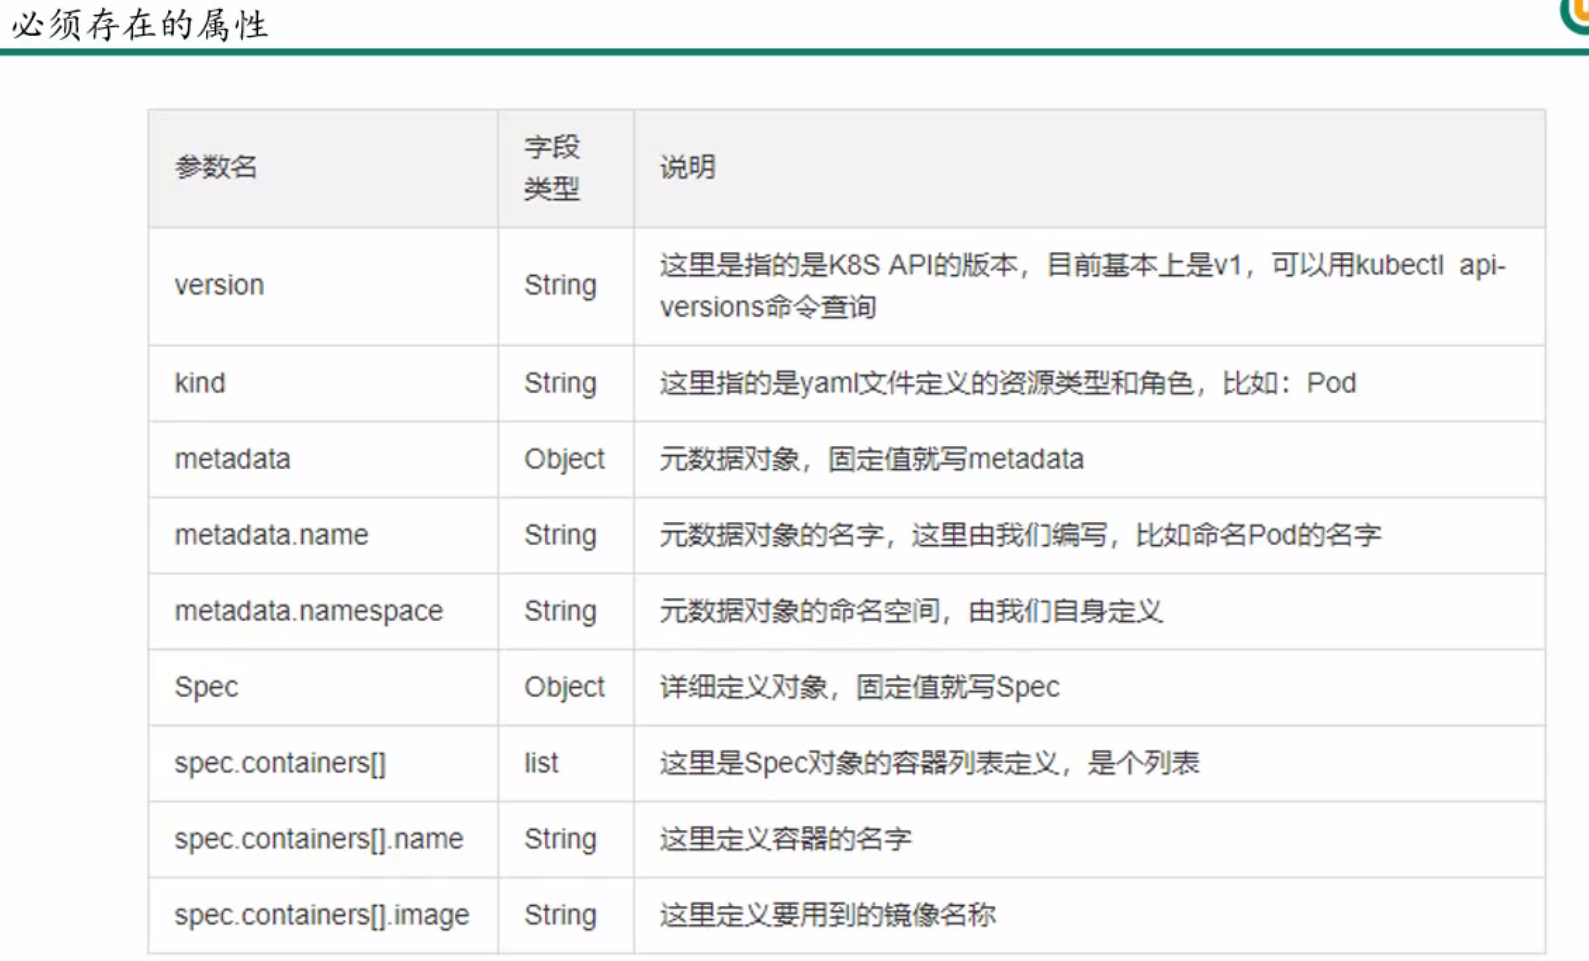 必须存在的属性
参数名
字段
类型
说明
version
String
这里是指的是K8S API的版本，目前基本上是v1，可以用kubectl api-
versions命令查询
kind
String
这里指的是yaml文件定义的资源类型和角色，比如：Pod
metadata
Object
元数据对象，固定值就写metadata
metadata.name
String
元数据对象的名字，这里由我们编写，比如命名Pod的名字
metadata.namespace
String
元数据对象的命名空间，由我们自身定义
Spec
Object
详细定义对象，固定值就写Spec
spec.containers[]
list
这里是Spec对象的容器列表定义，是个列表
spec.containers[].name
String
这里定义容器的名字
spec.containers[].image
String
这里定义要用到的镜像名称